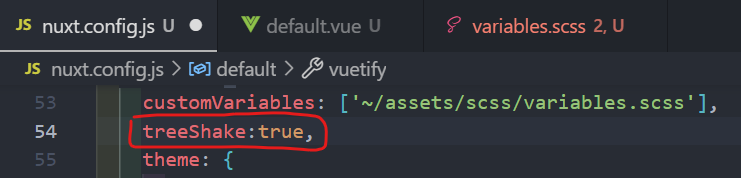 JS nuxt.config.js U
default.vue U
variables.scss 2, U
JS nuxt.config.js > default > vuetify
53 customVariables: ['~/assets/scss/variables.scss'],
54 treeShake:true,
55 theme: {